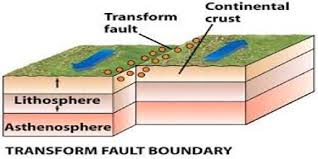 Transform
fault
Continental
crust
Lithosphere
Asthenosphere
TRANSFORM FAULT BOUNDARY